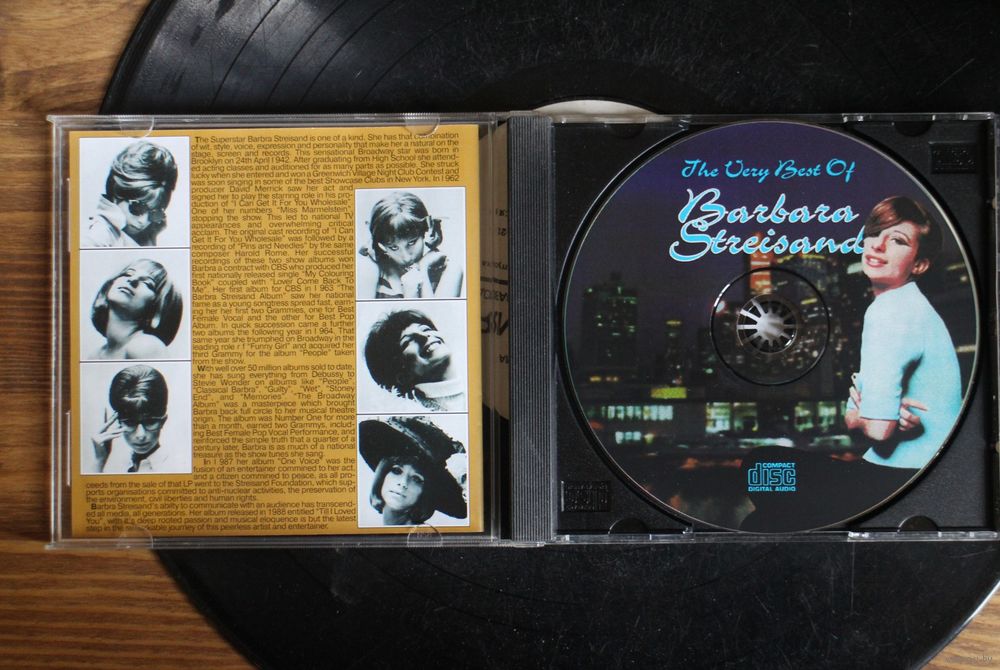 The Superstar Barbra Streisand is one of a kind. She has that combination
of wit, style, voice, expression and personality that make her a natural on the
stage, screen and records. This sensational Broadway star was born in
Brooklyn on 24th April 1942. After graduating from High School she attend-
ed acting classes and auditioned for as many parts as possible. She struck
lucky when she entered and won a Greenwich Village Night Club Contest and
was soon singing in some of the best Showcase Clubs in New York. In 1962
producer David Merrick saw her act and
signed her to play the starring role in his pro-
duction of "I Can Get It For You Wholesale".
One of her numbers "Miss Marmelstein",
stopping the show. This led to national TV
appearances and overwhelming critical
acclaim. The original cast recording of "I Can
Get It For You Wholesale" was followed by a
recording of "Pins and Needles" by the same
composer Harold Rome. Her successful
recordings of these two show albums won
Barbra a contract with CBS who produced her
first nationally released single "My Colouring
Book" coupled with "Lover Come Back To
Me". Her first album for CBS in 1963 "The
Barbra Streisand Album" saw her national
fame as a young songtress spread fast, earn-
ing her her first two Grammies, one for Best
Female Vocal and the other for Best Pop
Album. In quick succession came a further
two albums the following year in 1964. That
same year she triumphed on Broadway in the
leading role "Funny Girl" and acquired her
third Grammy for the album "People" taken
from the show.
With well over 50 million albums sold to date,
she has sung everything from Debussy to
Stevie Wonder on albums like "People",
"Classical Barbra", "Guilty", "Wet", "Stoney
End", and "Memories". "The Broadway
Album" was a masterpiece which brought
Barbra back full circle to her musical theatre
origin. The album was Number One for more
than a month, earned two Grammys, includ-
ing Best Female Pop Vocal Performance, and
reinforced the simple truth that a quarter of a
century later, Barbra is as much of a national
treasure as the show tunes she sang.
In 1987 her album "One Voice" was the
fusion of an entertainer commined to her act,
and a citizen commined to peace, as all pro-
ceeds from the sale of that LP went to the Streisand Foundation, which sup-
ports organisations committed to anti-nuclear activities, the preservation of
the environment, civil liberties and human rights.
Barbra Streisand's abilty to communicate with an audience has transcend-
ed all media, all generations. Her album released in 1988 entitled "Till I Loved
You", with it's deep rooted passion and musical eloquence is but the latest
step in the remarkable journey of this peerless artist and entertainer.
The Very Best Of
Barbara
Streisand
COMPACT
disc
DIGITAL AUDIO